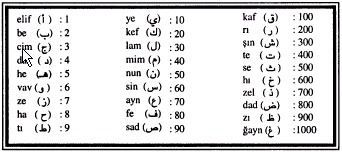 elif (أ) : 1
be (ب) : 2
cim (ج) : 3
dal (د) : 4
he (هـ) : 5
vav (و) : 6
ze (ز) : 7
ha (ح) : 8
tı (ط) : 9
ye (ي) : 10
kef (ك) : 20
lam (ل) : 30
mim (م) : 40
nun (ن) : 50
sin (س) : 60
ayn (ع) : 70
fe (ف) : 80
sad (ص) : 90
kaf (ق) : 100
rı (ر) : 200
şın (ش) : 300
te (ت) : 400
se (ث) : 500
hı (خ) : 600
zel (ذ) : 700
dad (ض) : 800
zı (ظ) : 900
ğayn (غ) :1000